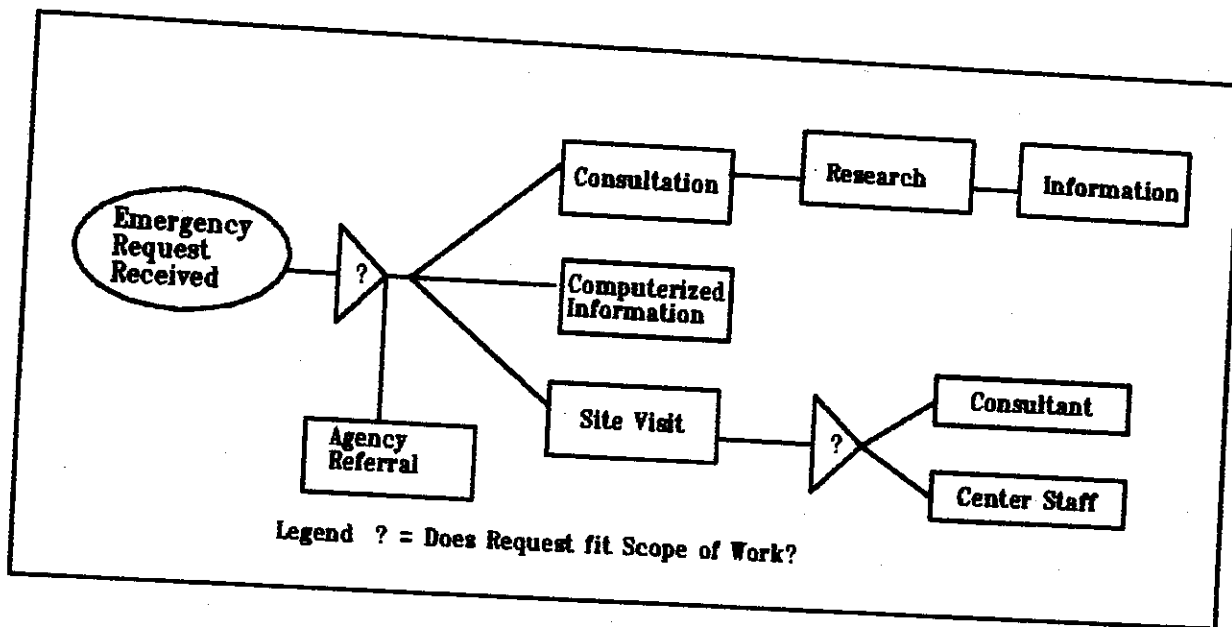 Emergency
Request
Received
?
Agency
Referral
Consultation
Research
Information
Computerized
Information
Site Visit
?
Consultant
Center Staff
Legend ? = Does Request fit Scope of Work?